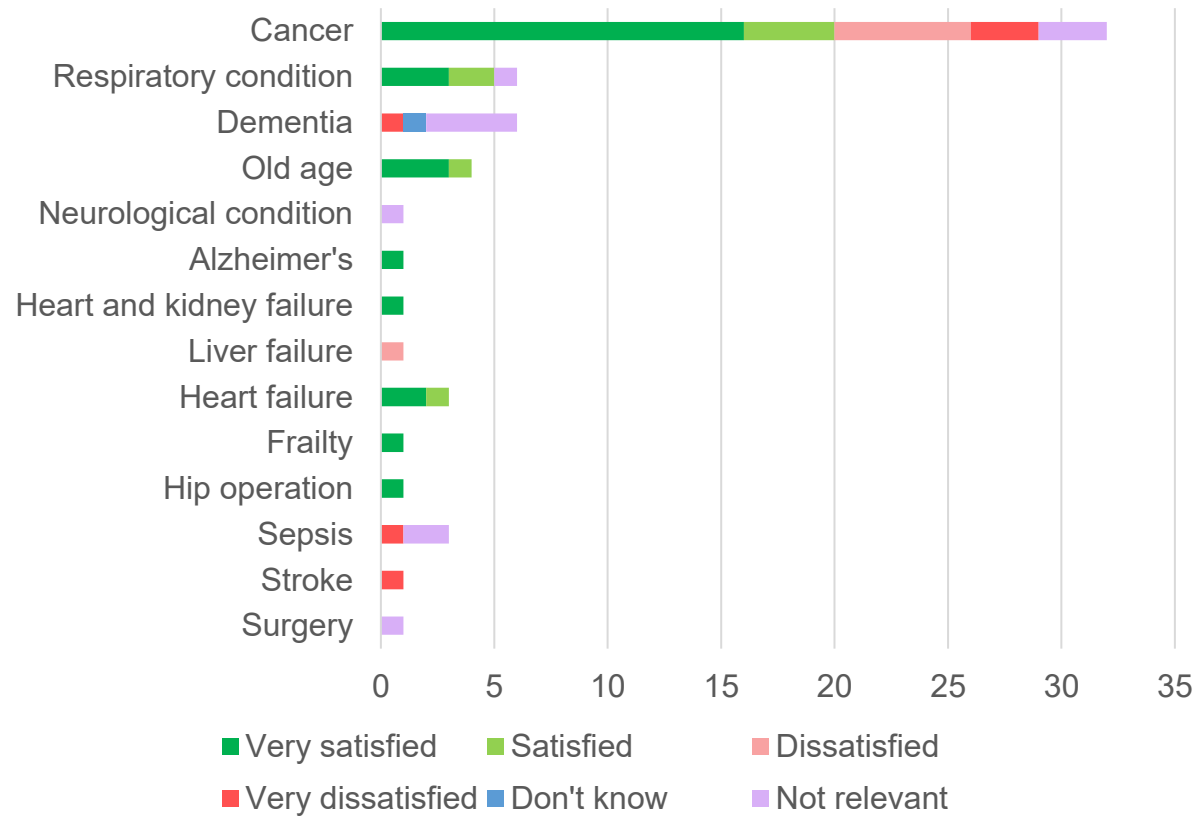 Cancer
Respiratory condition
Dementia
Old age
Neurological condition
Alzheimer's
Heart and kidney failure
Liver failure
Heart failure
Frailty
Hip operation
Sepsis
Stroke
Surgery
0 5 10 15 20 25 30 35
Very satisfied Satisfied Dissatisfied
Very dissatisfied Don't know Not relevant